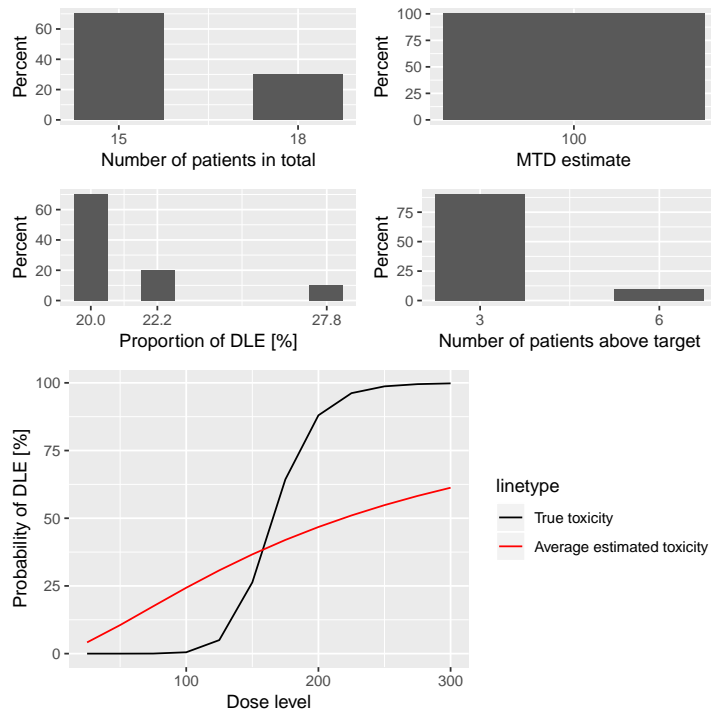 Percent
60
40
20
0
15
18
Number of patients in total
Percent
100
75
50
25
0
100
MTD estimate
Percent
60
40
20
0
20.0
22.2
27.8
Proportion of DLE [%]
Percent
75
50
25
0
3
6
Number of patients above target
Probability of DLE [%]
100
75
50
25
0
100
200
300
Dose level
linetype
True toxicity
Average estimated toxicity